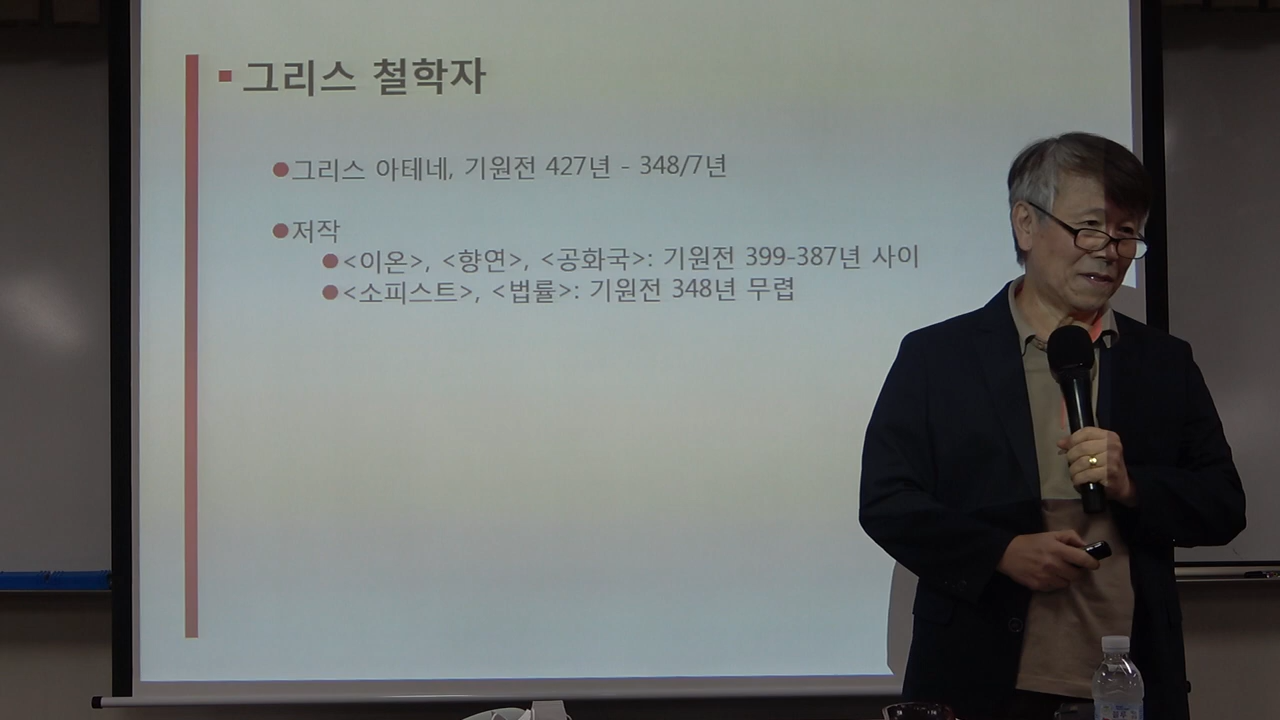 ▪그리스 철학자
●그리스 아테네, 기원전 427년 - 348/7년
●저작
●<이온>, <향연>, <공화국>: 기원전 399-387년 사이
●<소피스트>, <법률>: 기원전 348년 무렵